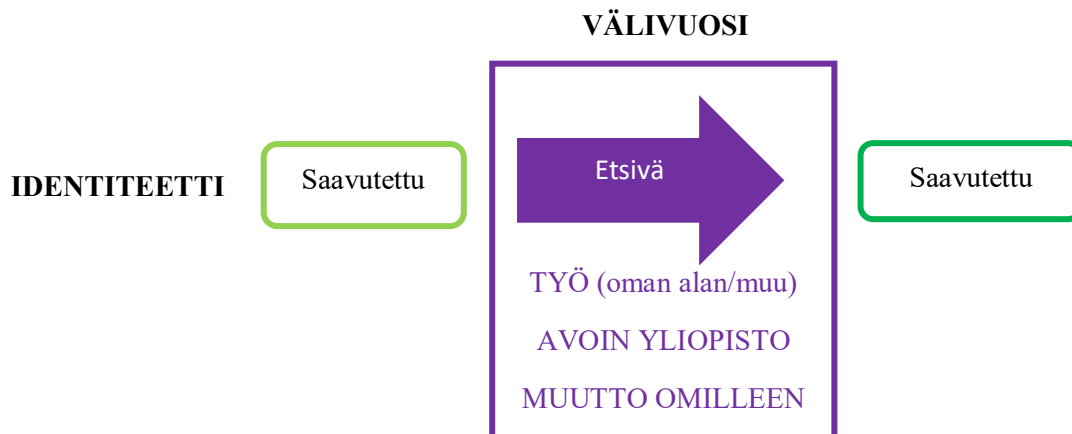 VÄLIVUOSI
IDENTITEETTI
Saavutettu
Etsivä
Saavutettu
TYÖ (oman alan/muu)
AVOIN YLIOPISTO
MUUTTO OMILLEEN